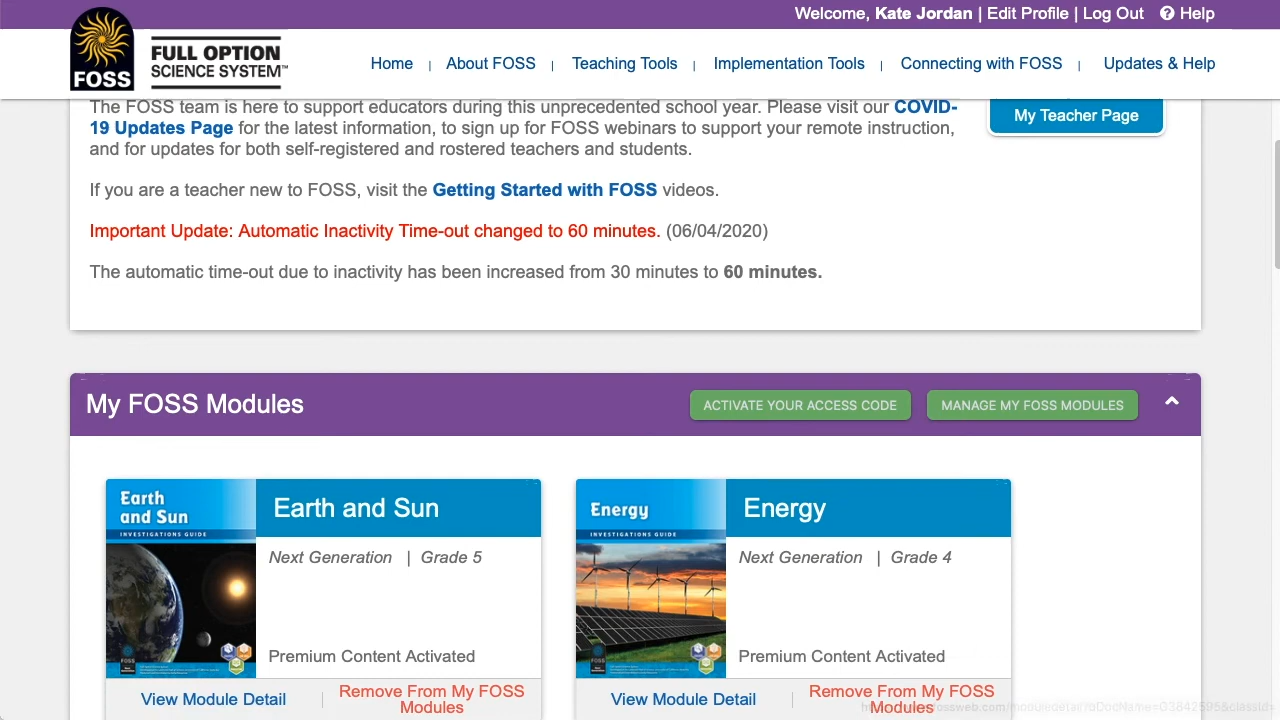 Welcome, Kate Jordan | Edit Profile | Log Out ? Help
FOSS
FULL OPTION
SCIENCE SYSTEM™
Home | About FOSS | Teaching Tools | Implementation Tools | Connecting with FOSS | Updates & Help
The FOSS team is here to support educators during this unprecedented school year. Please visit our COVID-
19 Updates Page for the latest information, to sign up for FOSS webinars to support your remote instruction,
and for updates for both self-registered and rostered teachers and students.
My Teacher Page
If you are a teacher new to FOSS, visit the Getting Started with FOSS videos.
Important Update: Automatic Inactivity Time-out changed to 60 minutes. (06/04/2020)
The automatic time-out due to inactivity has been increased from 30 minutes to 60 minutes.
My FOSS Modules
ACTIVATE YOUR ACCESS CODE
MANAGE MY FOSS MODULES
Earth
and Sun
INVESTIGATIONS GUIDE
FOSS
Earth and Sun
Next Generation | Grade 5
Premium Content Activated
View Module Detail | Remove From My FOSS
Modules
Energy
INVESTIGATIONS GUIDE
FOSS
Energy
Next Generation | Grade 4
Premium Content Activated
View Module Detail | Remove From My FOSS
Modules